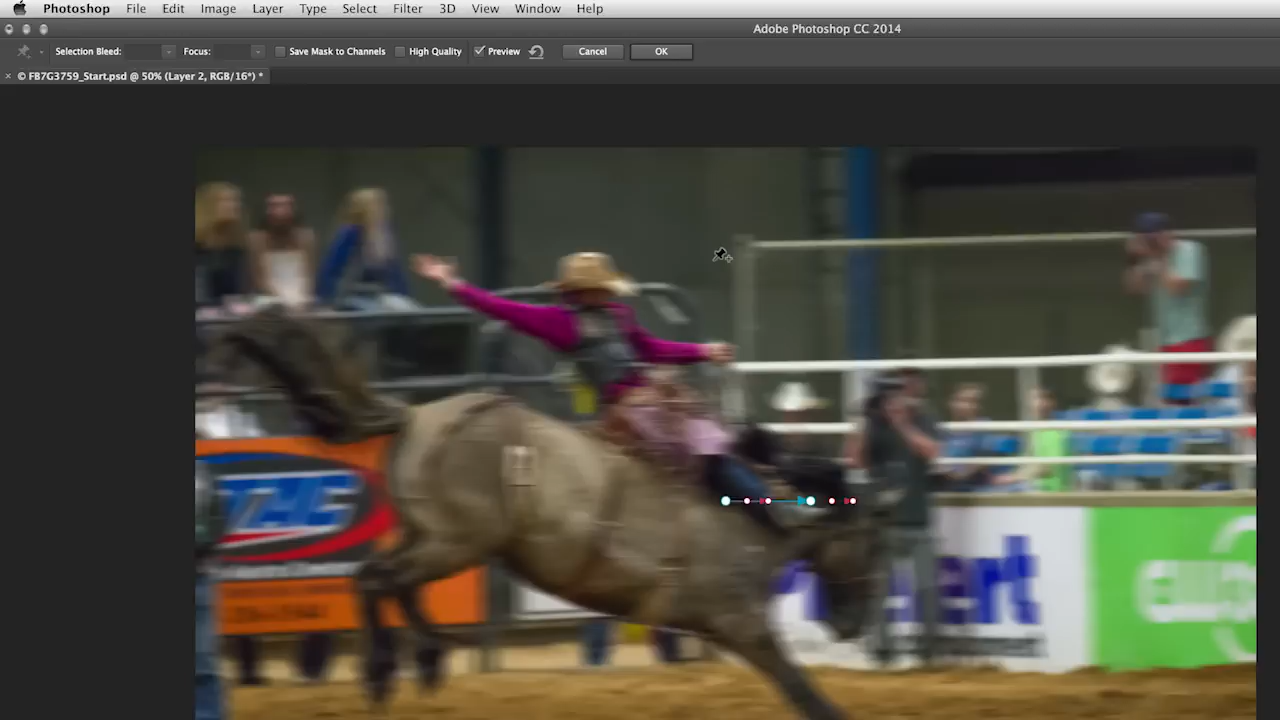 Photoshop File Edit Image Layer Type Select Filter 3D View Window Help
Adobe Photoshop CC 2014
Selection Bleed: Focus: Save Mask to Channels High Quality Preview Cancel OK
× © FB7G3759_Start.psd @ 50% (Layer 2, RGB/16*) *